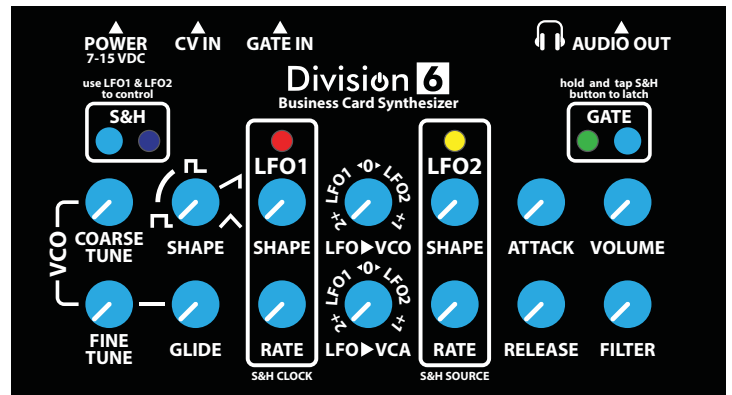 POWER
7-15 VDC
CV IN
GATE IN
AUDIO OUT
Division 6
Business Card Synthesizer
use LFO1 & LFO2
to control
S&H
hold and tap S&H
button to latch
GATE
LFO1
LFO2
VCO
COARSE
TUNE
SHAPE
SHAPE
2+ LFO1 ◂0▸ LFO2 +1
LFO▶VCO
SHAPE
ATTACK
VOLUME
FINE
TUNE
GLIDE
RATE
2+ LFO1 ◂0▸ LFO2 +1
LFO▶VCA
RATE
RELEASE
FILTER
S&H CLOCK
S&H SOURCE